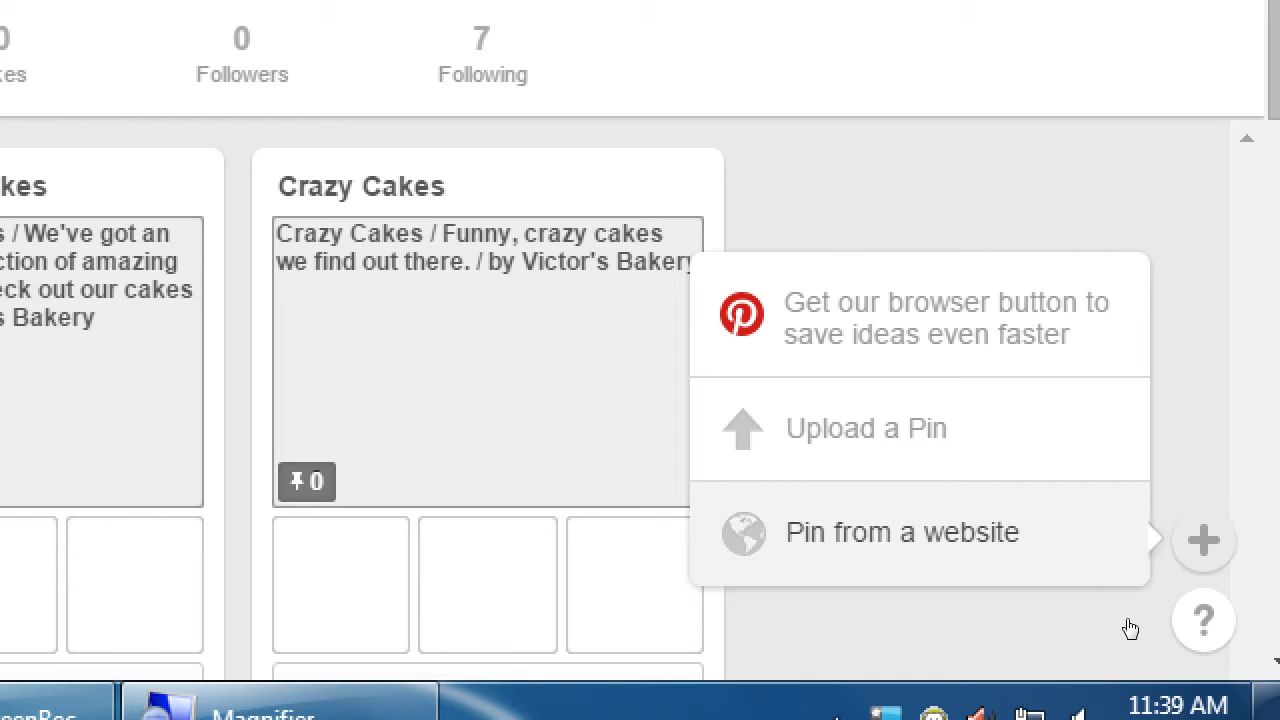 0
0
7
kes
Followers
Following
kes
Crazy Cakes
s / We've got an
ction of amazing
eck out our cakes
s Bakery
Crazy Cakes / Funny, crazy cakes
we find out there. / by Victor's Bakery
0
Get our browser button to
save ideas even faster
Upload a Pin
Pin from a website
?
Magnifier
11:39 AM